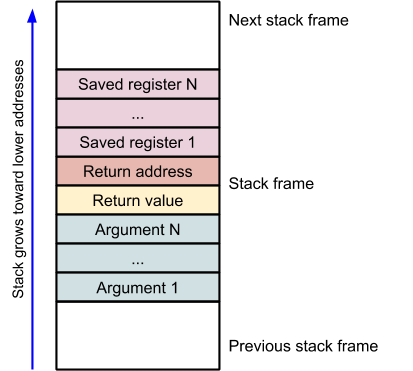 Stack grows toward lower addresses
Next stack frame
Saved register N
...
Saved register 1
Return address
Stack frame
Return value
Argument N
...
Argument 1
Previous stack frame